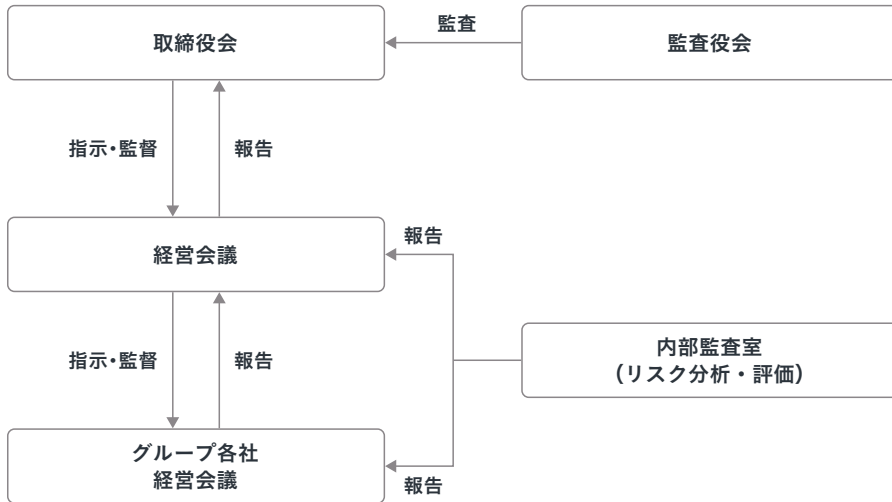 取締役会
監査
監査役会
指示・監督
報告
経営会議
報告
指示・監督
報告
内部監査室
(リスク分析・評価)
グループ各社
経営会議
報告